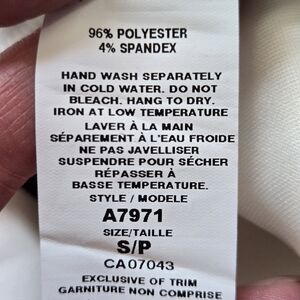 96% POLYESTER
4% SPANDEX
HAND WASH SEPARATELY
IN COLD WATER. DO NOT
BLEACH. HANG TO DRY.
IRON AT LOW TEMPERATURE
LAVER À LA MAIN
SÉPAREMENT À L'EAU FROIDE
NE PAS JAVELLISER
SUSPENDRE POUR SÉCHER
RÉPASSER À
BASSE TEMPERATURE.
STYLE / MODELE
A7971
SIZE/TAILLE
S/P
CA07043
EXCLUSIVE OF TRIM
GARNITURE NON COMPRISE